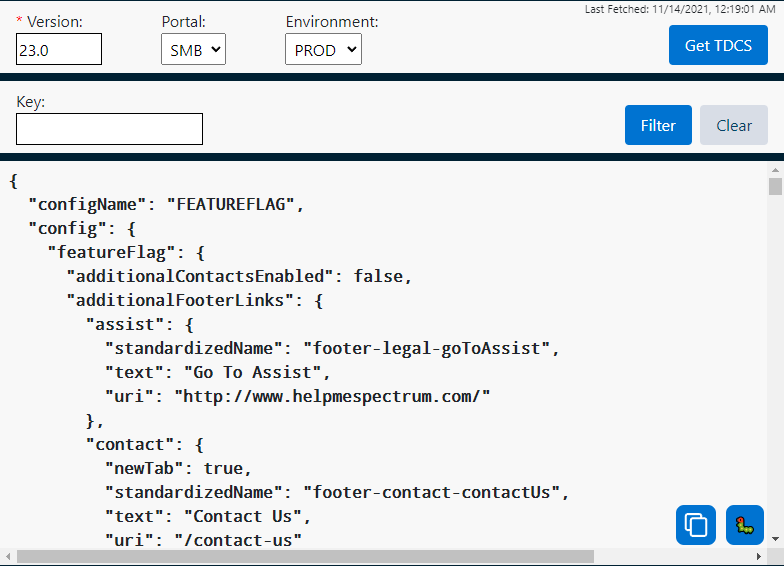 Last Fetched: 11/14/2021, 12:19:01 AM
* Version: Portal: Environment:
23.0 SMB PROD Get TDCS
Key:
Filter Clear
{
  "configName": "FEATUREFLAG",
  "config": {
    "featureFlag": {
      "additionalContactsEnabled": false,
      "additionalFooterLinks": {
        "assist": {
          "standardizedName": "footer-legal-goToAssist",
          "text": "Go To Assist",
          "uri": "http://www.helpmespectrum.com/"
        },
        "contact": {
          "newTab": true,
          "standardizedName": "footer-contact-contactUs",
          "text": "Contact Us",
          "uri": "/contact-us"